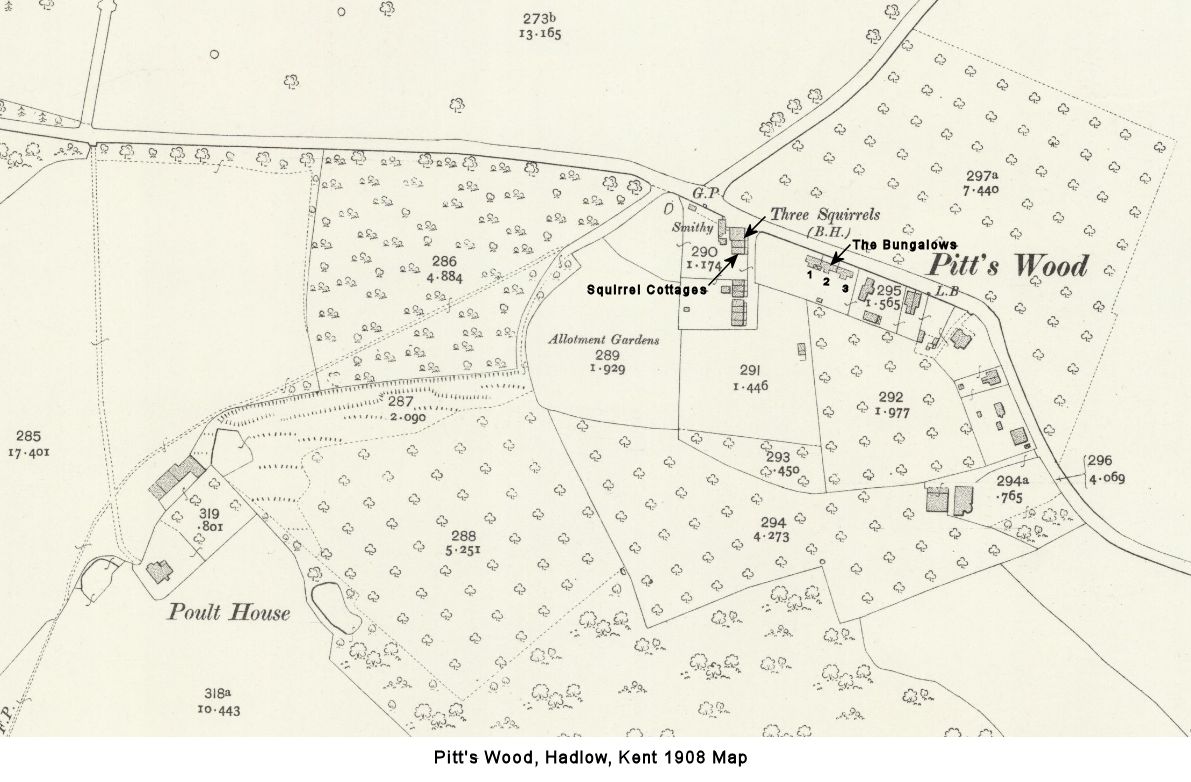 273b
13.165
297a
7.440
G.P.
Three Squirrels
(B.H.)
Smithy
The Bungalows
290
1.174
286
4.884
Pitt's Wood
1 2 3
Squirrel Cottages
295
1.565
L.B
Allotment Gardens
289
1.929
291
1.446
287
2.090
292
1.977
285
17.401
293
.450
296
4.069
294a
.765
319
.801
294
4.273
288
5.251
Poult House
318a
10.443
F.P.
Pitt's Wood, Hadlow, Kent 1908 Map